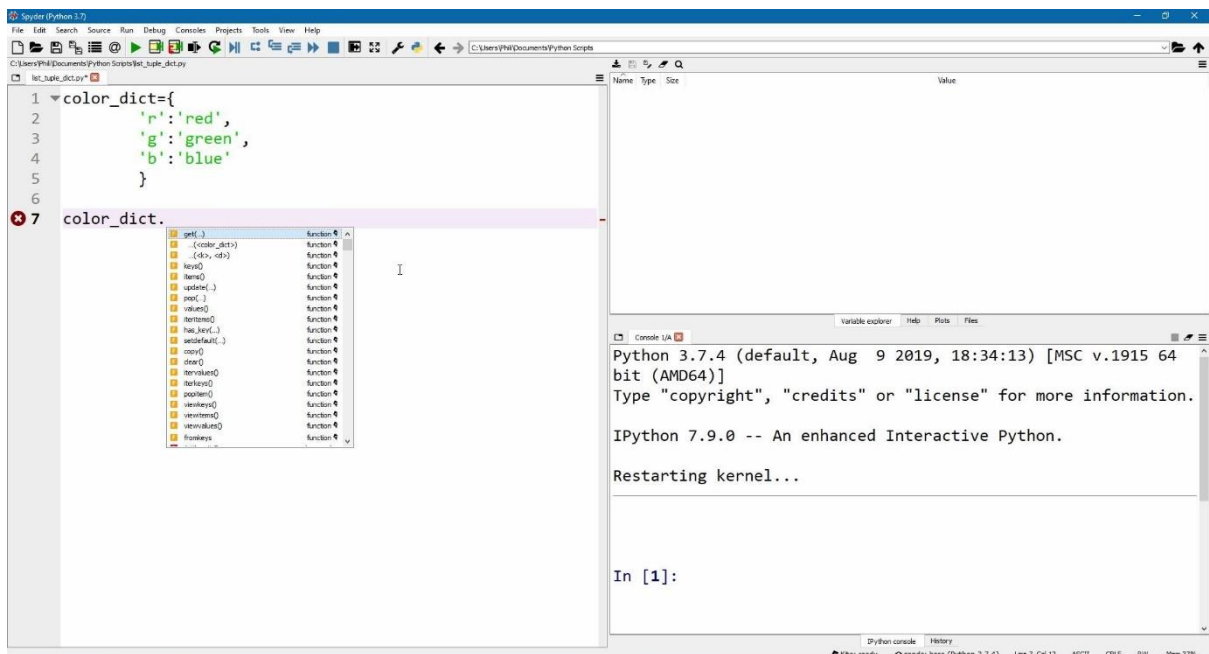 Spyder (Python 3.7)
File Edit Search Source Run Debug Consoles Projects Tools View Help
C:\Users\Phil\Documents\Python Scripts
C:\Users\Phil\Documents\Python Scripts\list_tuple_dict.py
list_tuple_dict.py*
1 color_dict={
2 'r':'red',
3 'g':'green',
4 'b':'blue'
5 }
6
7 color_dict.
get(...) function
...(<color_dict>) function
...(<k>, <d>) function
keys() function
items() function
update(...) function
pop(...) function
values() function
iteritems() function
has_key(...) function
setdefault(...) function
copy() function
clear() function
itervalues() function
iterkeys() function
popitem() function
viewkeys() function
viewitems() function
viewvalues() function
fromkeys function
Name Type Size Value
Variable explorer Help Plots Files
Console 1/A
Python 3.7.4 (default, Aug 9 2019, 18:34:13) [MSC v.1915 64
bit (AMD64)]
Type "copyright", "credits" or "license" for more information.
IPython 7.9.0 -- An enhanced Interactive Python.
Restarting kernel...
In [1]:
IPython console History